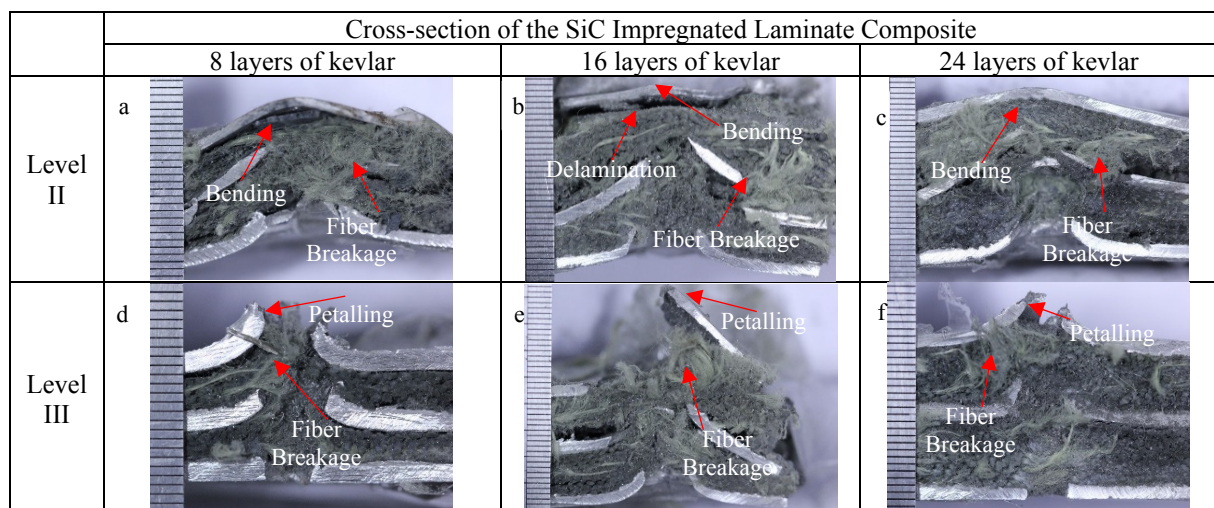 Cross-section of the SiC Impregnated Laminate Composite
8 layers of kevlar
16 layers of kevlar
24 layers of kevlar
Level
II
a
Bending
Fiber
Breakage
b
Bending
Delamination
Fiber Breakage
c
Bending
Fiber
Breakage
Level
III
d
Petalling
Fiber
Breakage
e
Petalling
Fiber
Breakage
f
Petalling
Fiber
Breakage